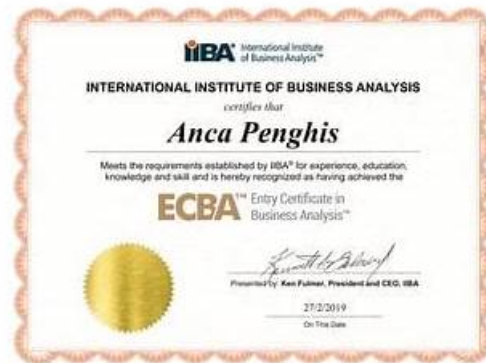 IIBA® International Institute
of Business Analysis™
INTERNATIONAL INSTITUTE OF BUSINESS ANALYSIS
certifies that
Anca Penghis
Meets the requirements established by IIBA® for experience, education,
knowledge and skill and is hereby recognized as having achieved the
ECBA™ Entry Certificate in
Business Analysis™
Presented by: Ken Fulmer, President and CEO, IIBA
27/2/2019
On This Date